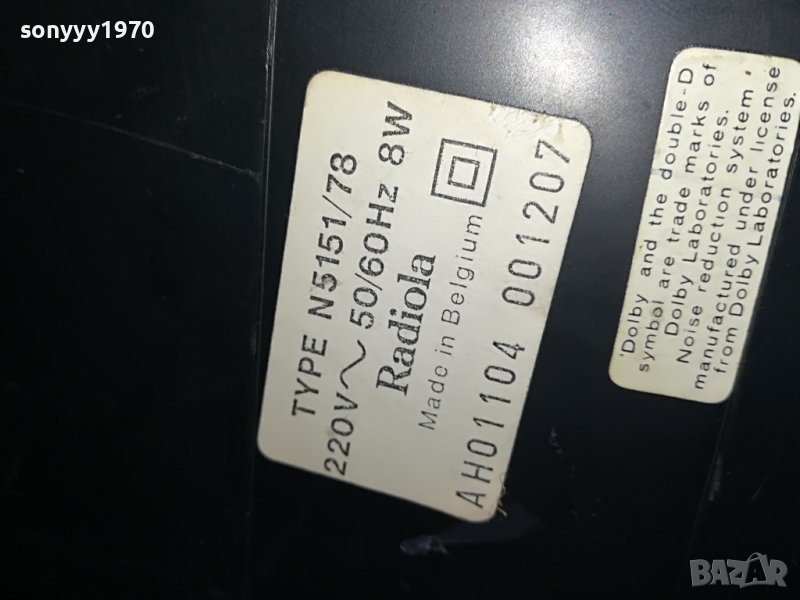 sonyyy1970
TYPE N5151/78
220V ~ 50/60Hz 8W
Radiola
Made in Belgium
AH01104 001207
'Dolby and the double-D
symbol are trade marks of
Dolby Laboratories.
Noise reduction system
manufactured under license
from Dolby Laboratories.
BAZAR